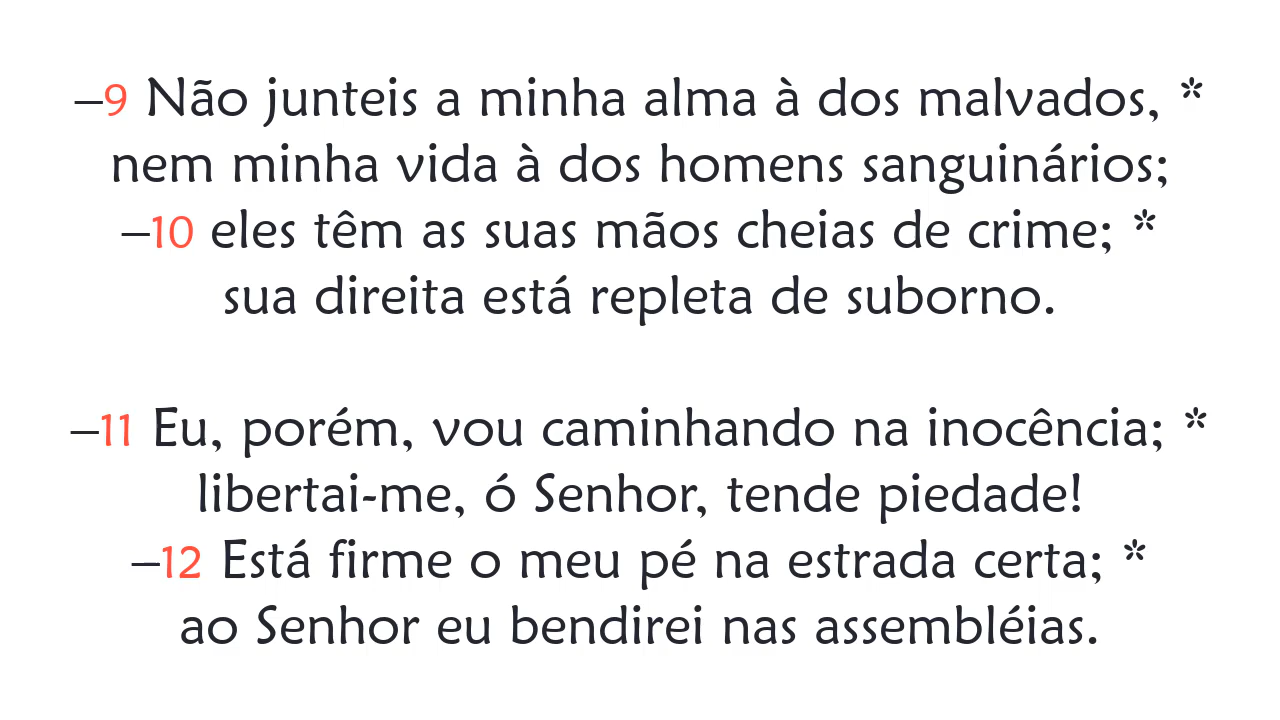 –9 Não junteis a minha alma à dos malvados, *
nem minha vida à dos homens sanguinários;
–10 eles têm as suas mãos cheias de crime; *
sua direita está repleta de suborno.
–11 Eu, porém, vou caminhando na inocência; *
libertai-me, ó Senhor, tende piedade!
–12 Está firme o meu pé na estrada certa; *
ao Senhor eu bendirei nas assembléias.